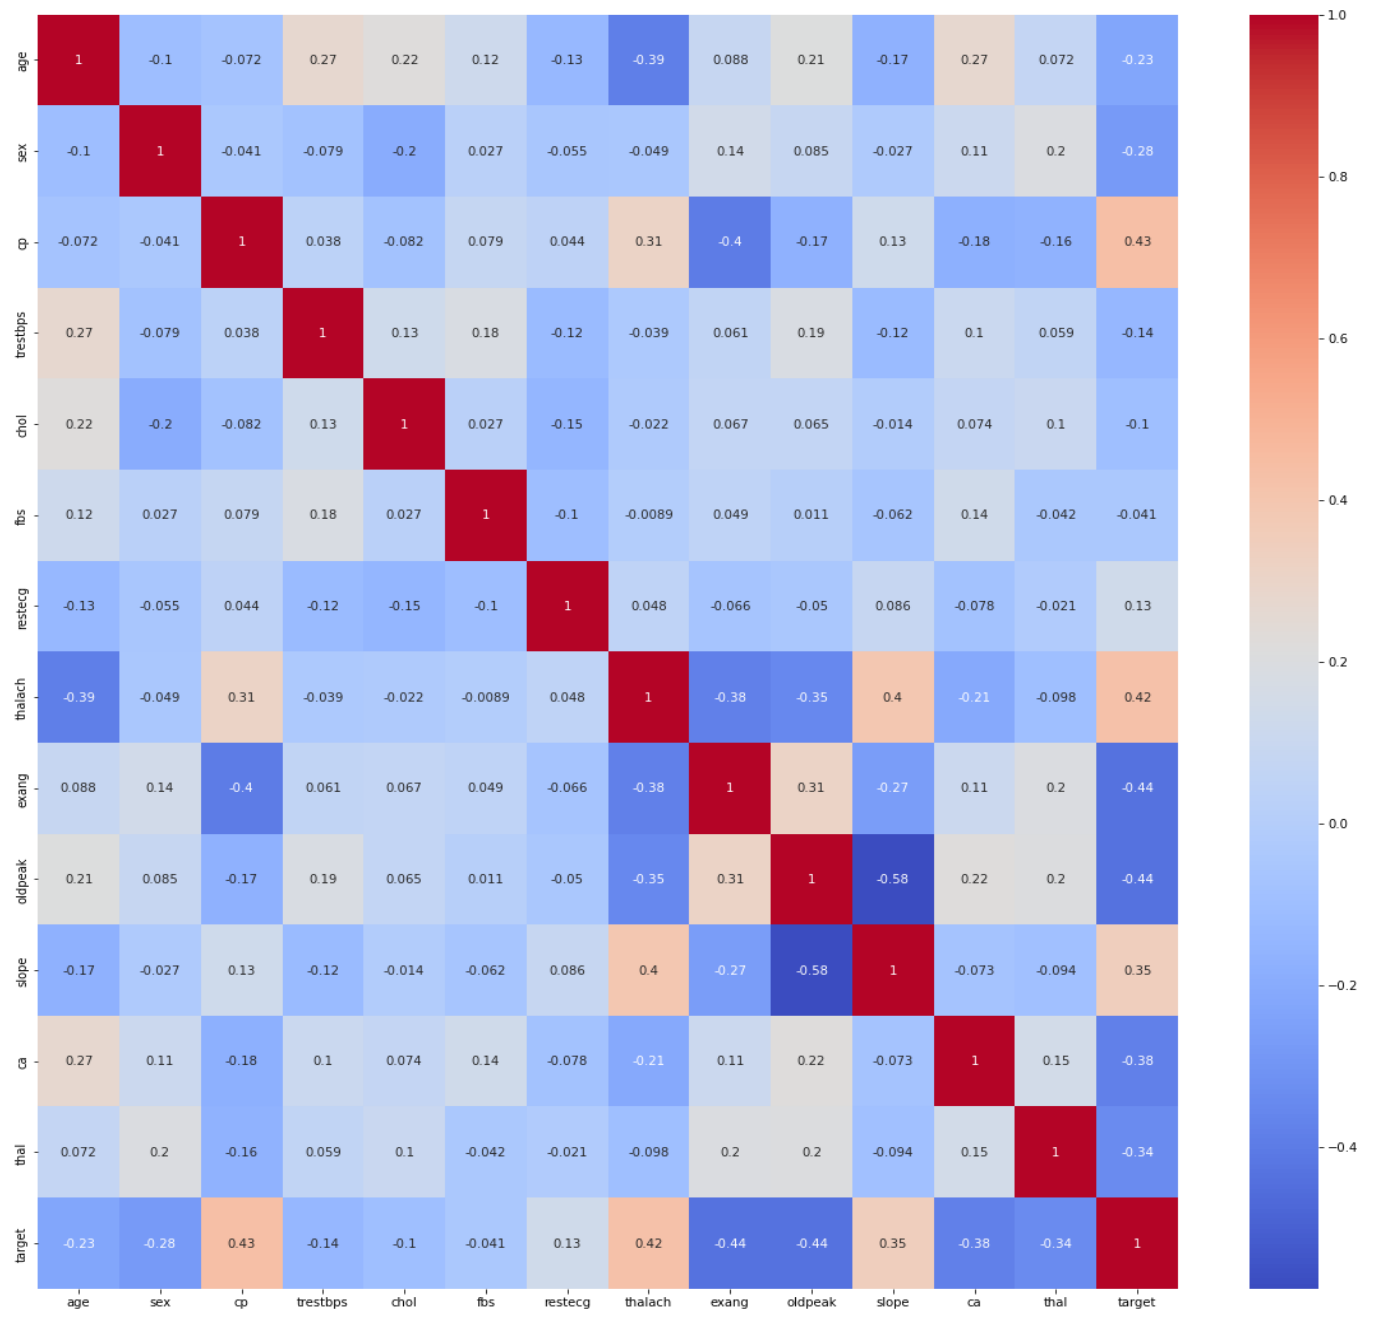 age 1 -0.1 -0.072 0.27 0.22 0.12 -0.13 -0.39 0.088 0.21 -0.17 0.27 0.072 -0.23
sex -0.1 1 -0.041 -0.079 -0.2 0.027 -0.055 -0.049 0.14 0.085 -0.027 0.11 0.2 -0.28
cp -0.072 -0.041 1 0.038 -0.082 0.079 0.044 0.31 -0.4 -0.17 0.13 -0.18 -0.16 0.43
trestbps 0.27 -0.079 0.038 1 0.13 0.18 -0.12 -0.039 0.061 0.19 -0.12 0.1 0.059 -0.14
chol 0.22 -0.2 -0.082 0.13 1 0.027 -0.15 -0.022 0.067 0.065 -0.014 0.074 0.1 -0.1
fbs 0.12 0.027 0.079 0.18 0.027 1 -0.1 -0.0089 0.049 0.011 -0.062 0.14 -0.042 -0.041
restecg -0.13 -0.055 0.044 -0.12 -0.15 -0.1 1 0.048 -0.066 -0.05 0.086 -0.078 -0.021 0.13
thalach -0.39 -0.049 0.31 -0.039 -0.022 -0.0089 0.048 1 -0.38 -0.35 0.4 -0.21 -0.098 0.42
exang 0.088 0.14 -0.4 0.061 0.067 0.049 -0.066 -0.38 1 0.31 -0.27 0.11 0.2 -0.44
oldpeak 0.21 0.085 -0.17 0.19 0.065 0.011 -0.05 -0.35 0.31 1 -0.58 0.22 0.2 -0.44
slope -0.17 -0.027 0.13 -0.12 -0.014 -0.062 0.086 0.4 -0.27 -0.58 1 -0.073 -0.094 0.35
ca 0.27 0.11 -0.18 0.1 0.074 0.14 -0.078 -0.21 0.11 0.22 -0.073 1 0.15 -0.38
thal 0.072 0.2 -0.16 0.059 0.1 -0.042 -0.021 -0.098 0.2 0.2 -0.094 0.15 1 -0.34
target -0.23 -0.28 0.43 -0.14 -0.1 -0.041 0.13 0.42 -0.44 -0.44 0.35 -0.38 -0.34 1
age sex cp trestbps chol fbs restecg thalach exang oldpeak slope ca thal target
1.0
0.8
0.6
0.4
0.2
0.0
−0.2
−0.4